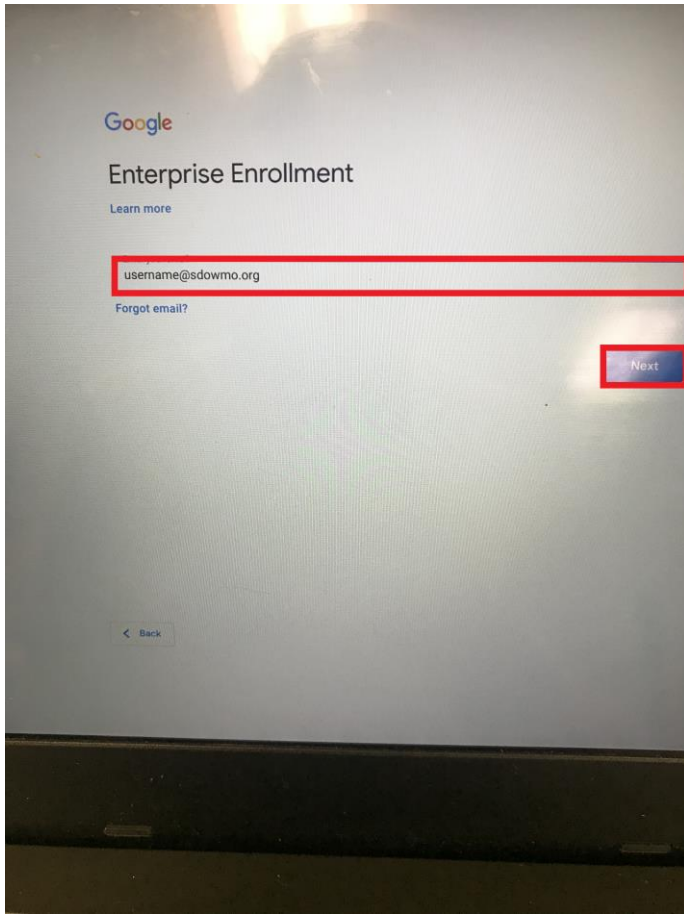 Google
Enterprise Enrollment
Learn more
username@sdowmo.org
Forgot email?
Next
Back